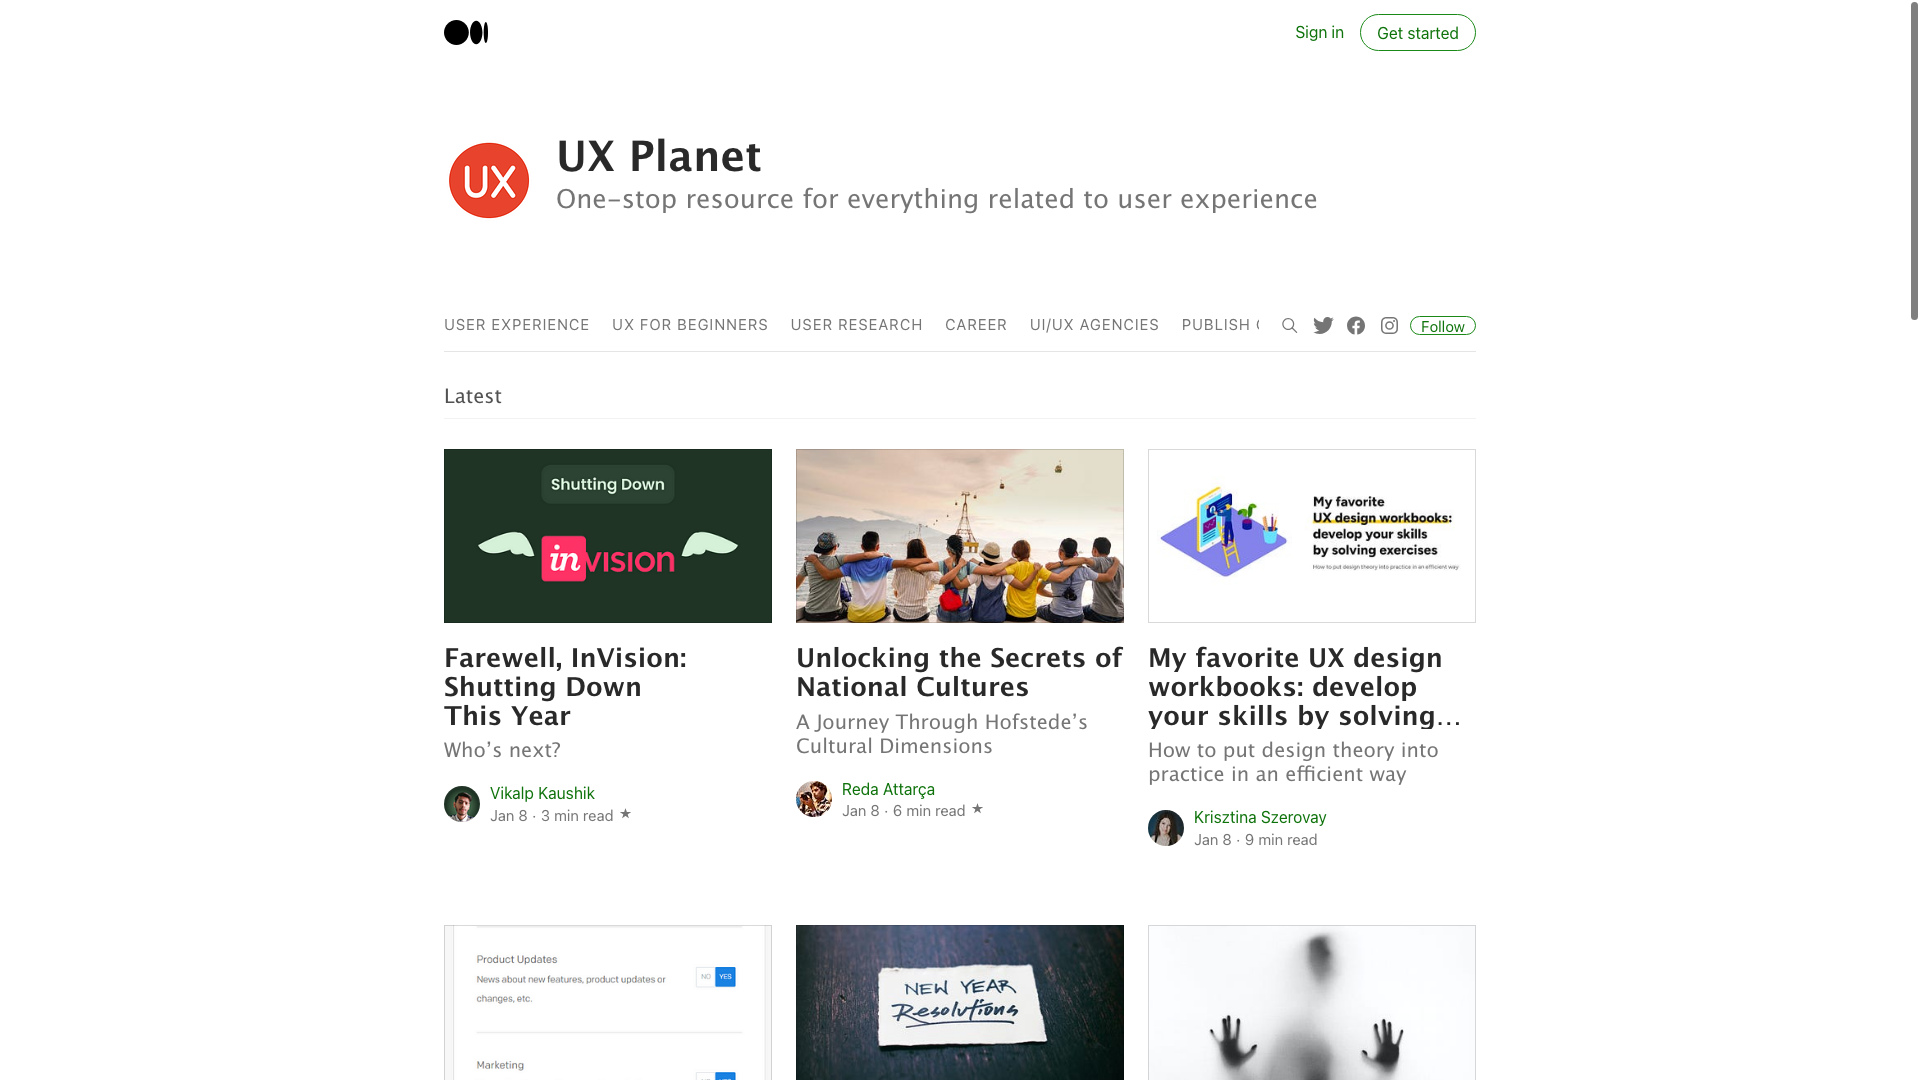 Sign in
Get started
UX
UX Planet
One-stop resource for everything related to user experience
USER EXPERIENCE
UX FOR BEGINNERS
USER RESEARCH
CAREER
UI/UX AGENCIES
PUBLISH
Follow
Latest
Shutting Down
invision
My favorite
UX design workbooks:
develop your skills
by solving exercises
How to put design theory into practice in an efficient way
Farewell, InVision:
Shutting Down
This Year
Who’s next?
Vikalp Kaushik
Jan 8 · 3 min read ★
Unlocking the Secrets of
National Cultures
A Journey Through Hofstede’s
Cultural Dimensions
Reda Attarça
Jan 8 · 6 min read ★
My favorite UX design
workbooks: develop
your skills by solving…
How to put design theory into
practice in an efficient way
Krisztina Szerovay
Jan 8 · 9 min read
Product Updates
News about new features, product updates or
changes, etc.
NO YES
Marketing
NEW YEAR
Resolutions